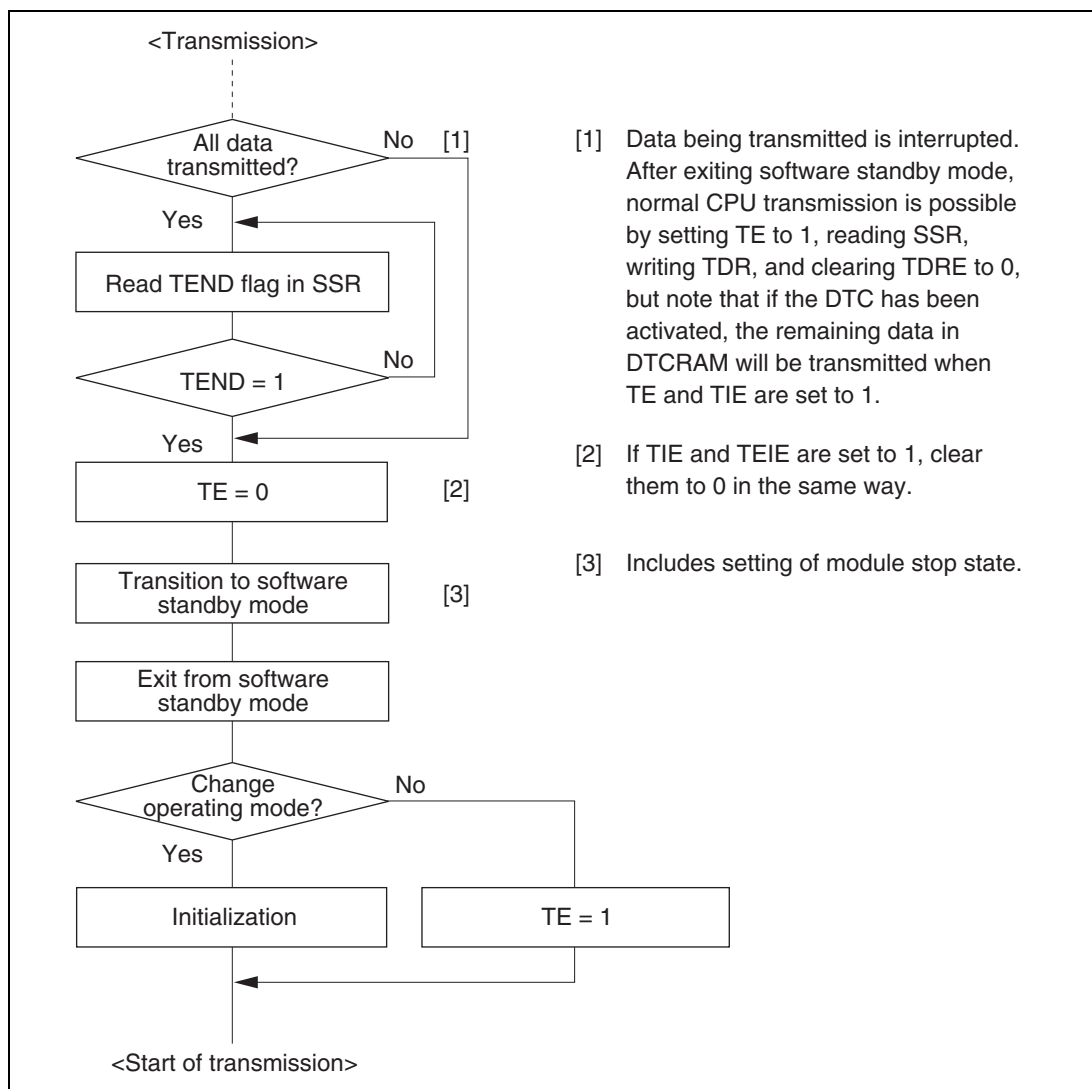 <Transmission>
All data
transmitted?
No
[1]
Yes
Read TEND flag in SSR
No
TEND = 1
Yes
TE = 0
[2]
Transition to software
standby mode
[3]
Exit from software
standby mode
Change
operating mode?
No
Yes
Initialization
TE = 1
<Start of transmission>
[1] Data being transmitted is interrupted.
After exiting software standby mode,
normal CPU transmission is possible
by setting TE to 1, reading SSR,
writing TDR, and clearing TDRE to 0,
but note that if the DTC has been
activated, the remaining data in
DTCRAM will be transmitted when
TE and TIE are set to 1.
[2] If TIE and TEIE are set to 1, clear
them to 0 in the same way.
[3] Includes setting of module stop state.